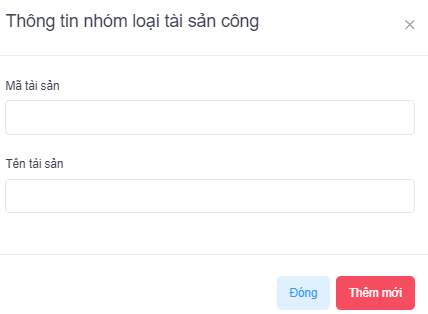 Thông tin nhóm loại tài sản công
Mã tài sản
Tên tài sản
Đóng
Thêm mới